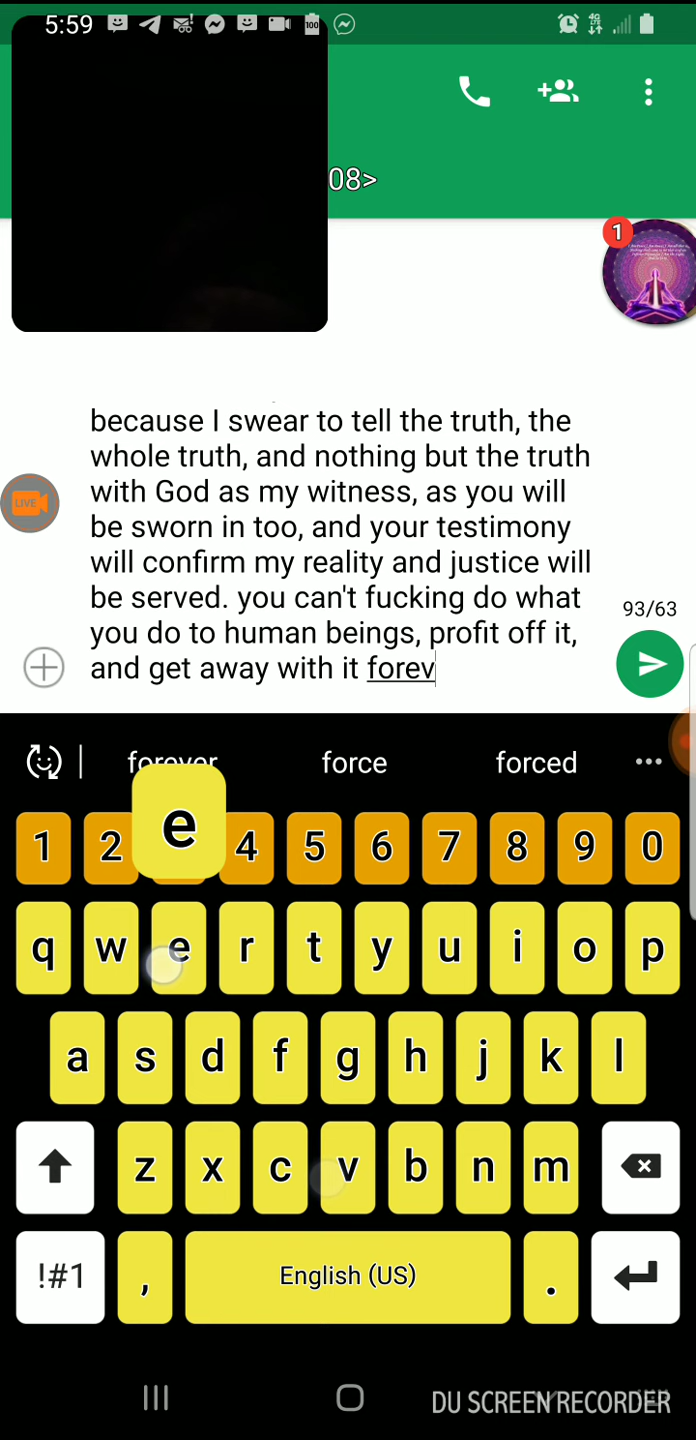 5:59
100
4G
LTE
08>
1
because I swear to tell the truth, the
whole truth, and nothing but the truth
with God as my witness, as you will
be sworn in too, and your testimony
will confirm my reality and justice will
be served. you can't fucking do what
you do to human beings, profit off it,
and get away with it forev
LIVE
93/63
forever force forced
e
1 2 4 5 6 7 8 9 0
q w e r t y u i o p
a s d f g h j k l
z x c v b n m
!#1 , English (US) .
DU SCREEN RECORDER